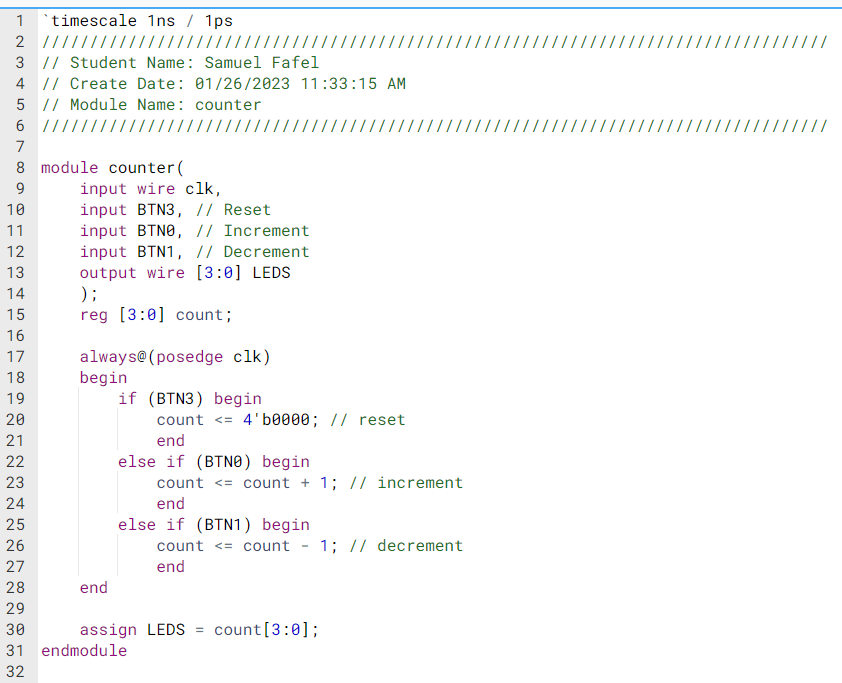 1 `timescale 1ns / 1ps
2 //////////////////////////////////////////////////////////////////////////////////
3 // Student Name: Samuel Fafel
4 // Create Date: 01/26/2023 11:33:15 AM
5 // Module Name: counter
6 //////////////////////////////////////////////////////////////////////////////////
7
8 module counter(
9     input wire clk,
10     input BTN3, // Reset
11     input BTN0, // Increment
12     input BTN1, // Decrement
13     output wire [3:0] LEDS
14     );
15     reg [3:0] count;
16
17     always@(posedge clk)
18     begin
19         if (BTN3) begin
20             count <= 4'b0000; // reset
21             end
22         else if (BTN0) begin
23             count <= count + 1; // increment
24             end
25         else if (BTN1) begin
26             count <= count - 1; // decrement
27             end
28     end
29
30     assign LEDS = count[3:0];
31 endmodule
32